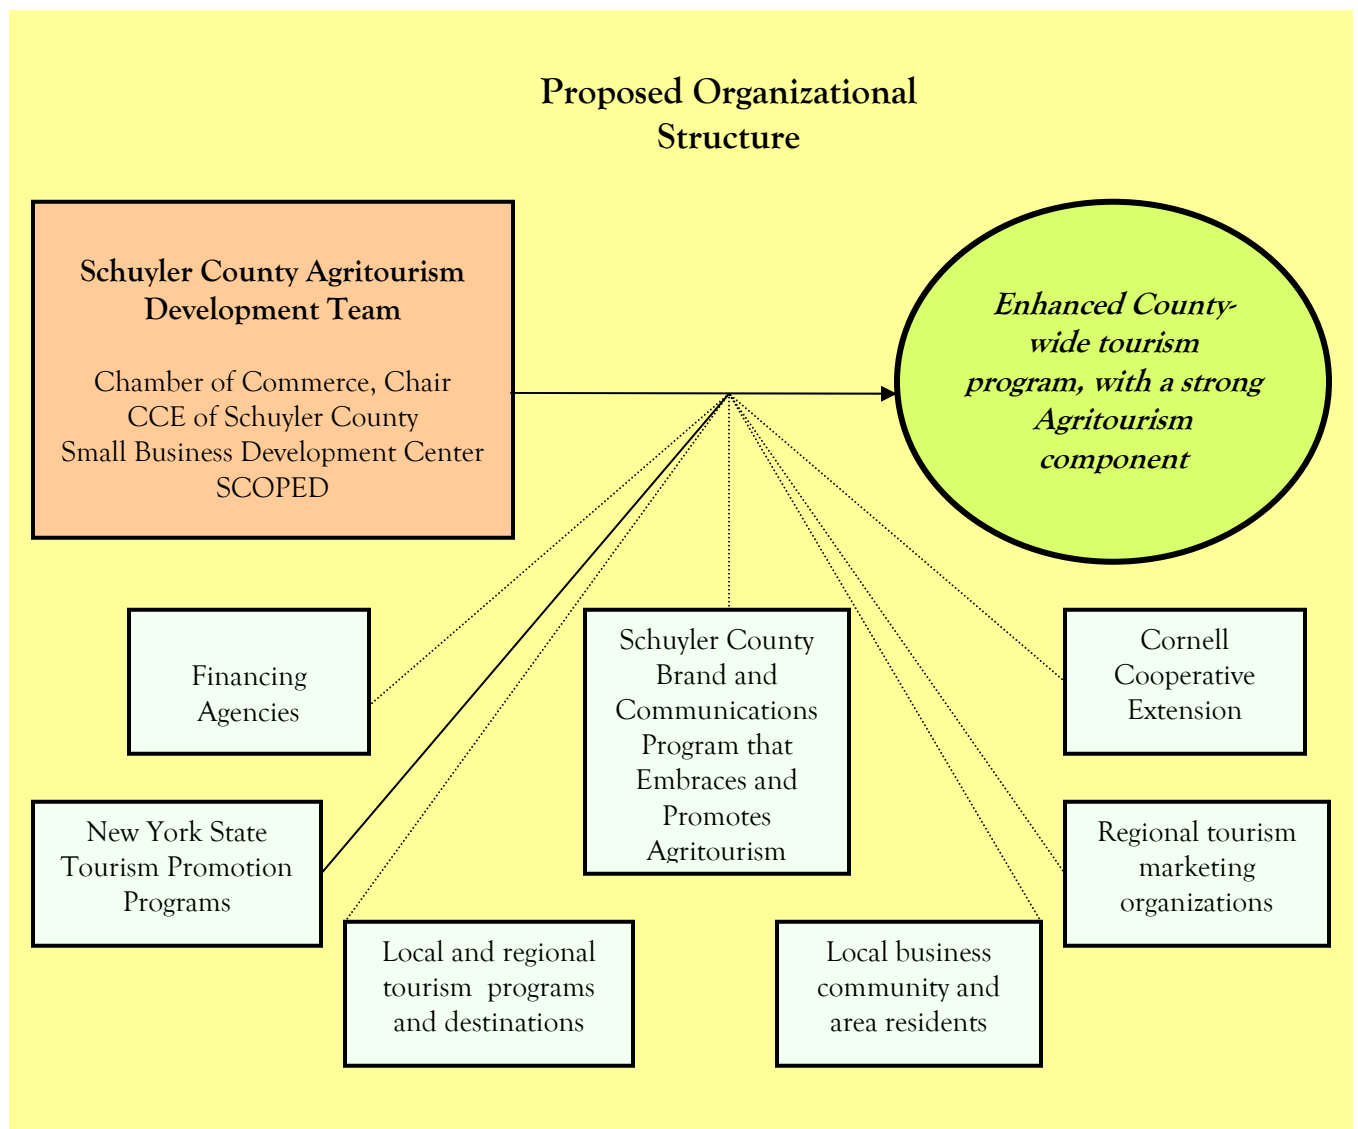 Proposed Organizational
Structure
Schuyler County Agritourism
Development Team
Chamber of Commerce, Chair
CCE of Schuyler County
Small Business Development Center
SCOPED
Enhanced County-
wide tourism
program, with a strong
Agritourism
component
Financing
Agencies
Schuyler County
Brand and
Communications
Program that
Embraces and
Promotes
Agritourism
Cornell
Cooperative
Extension
New York State
Tourism Promotion
Programs
Regional tourism
marketing
organizations
Local and regional
tourism  programs
and destinations
Local business
community and
area residents